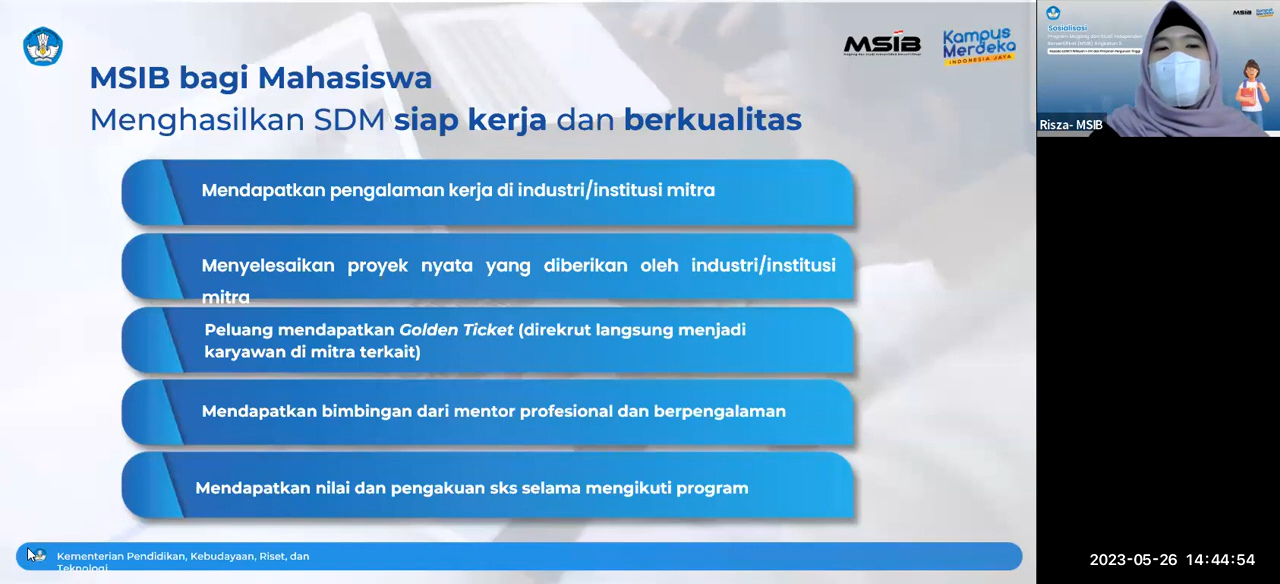 MSIB
Kampus
Merdeka
INDONESIA JAYA
MSIB bagi Mahasiswa
Menghasilkan SDM siap kerja dan berkualitas
Mendapatkan pengalaman kerja di industri/institusi mitra
Menyelesaikan proyek nyata yang diberikan oleh industri/institusi
mitra
Peluang mendapatkan Golden Ticket (direkrut langsung menjadi
karyawan di mitra terkait)
Mendapatkan bimbingan dari mentor profesional dan berpengalaman
Mendapatkan nilai dan pengakuan sks selama mengikuti program
Kementerian Pendidikan, Kebudayaan, Riset, dan
Teknologi
MSIB
Sosialisasi
Risza- MSIB
2023-05-26 14:44:54